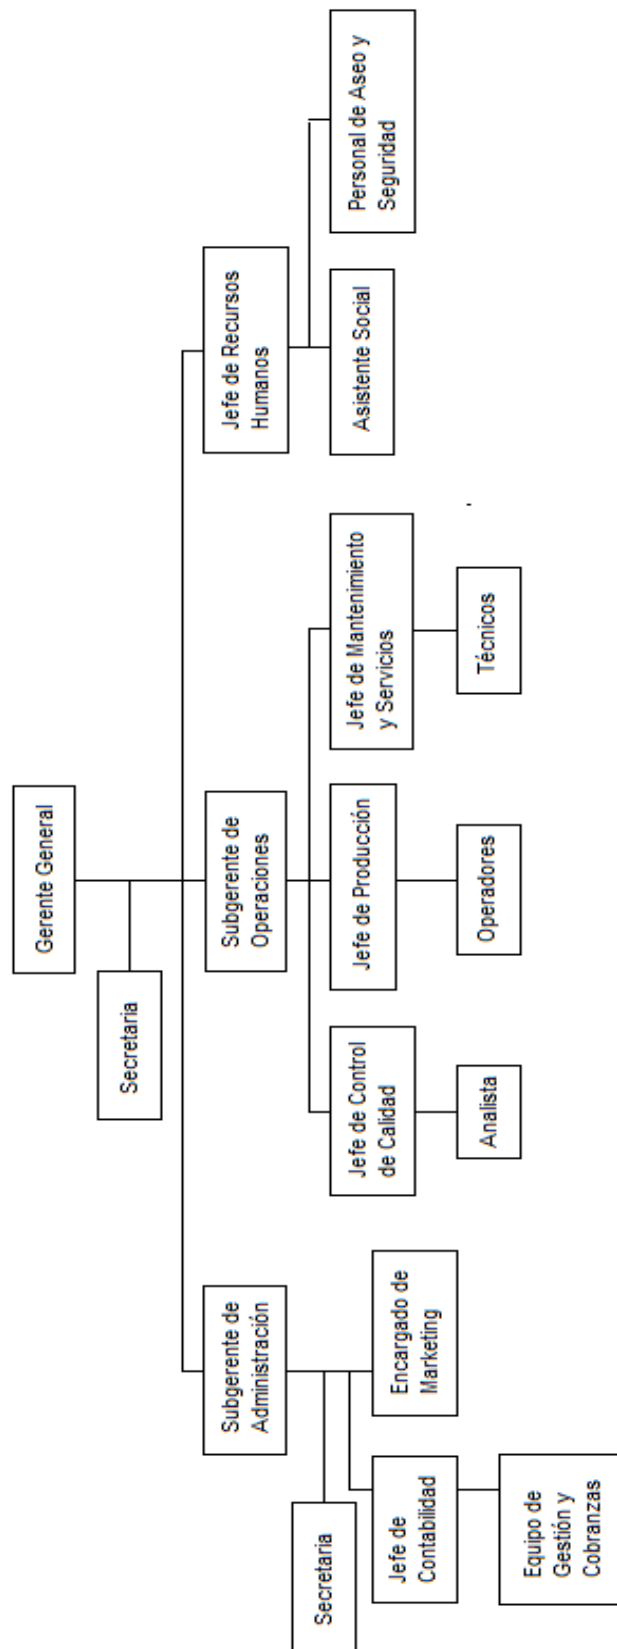 Gerente General
Secretaria
Subgerente de
Administración
Subgerente de
Operaciones
Jefe de Recursos
Humanos
Secretaria
Jefe de
Contabilidad
Encargado de
Marketing
Jefe de Control
de Calidad
Jefe de Producción
Jefe de Mantenimiento
y Servicios
Asistente Social
Personal de Aseo y
Seguridad
Equipo de
Gestión y
Cobranzas
Analista
Operadores
Técnicos